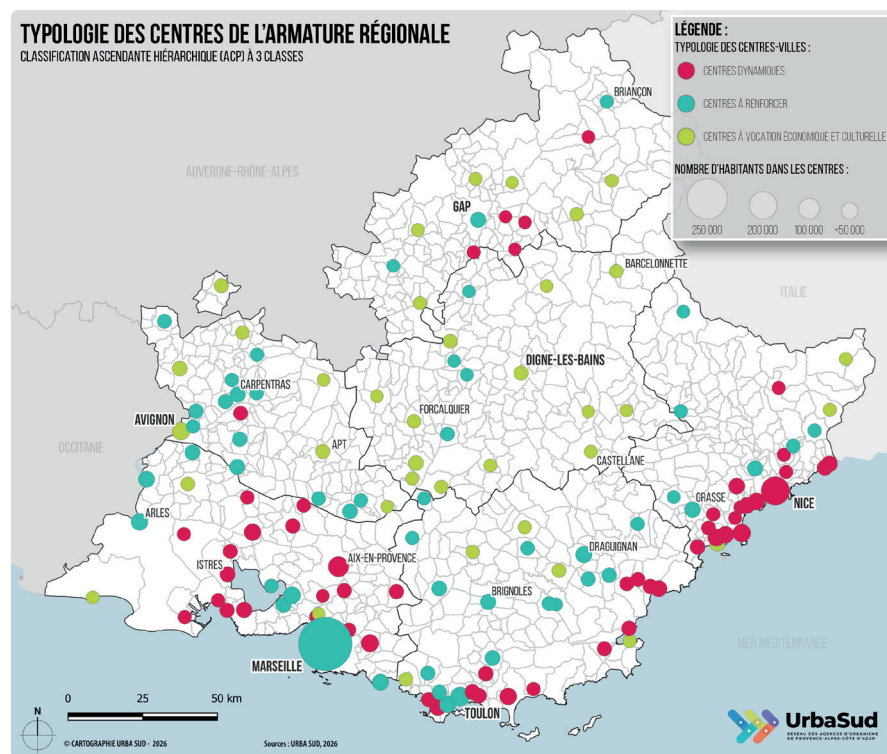 TYPOLOGIE DES CENTRES DE L'ARMATURE RÉGIONALE
CLASSIFICATION ASCENDANTE HIÉRARCHIQUE (ACP) À 3 CLASSES
LÉGENDE :
TYPOLOGIE DES CENTRES-VILLES :
CENTRES DYNAMIQUES
CENTRES À RENFORCER
CENTRES À VOCATION ÉCONOMIQUE ET CULTURELLE
NOMBRE D'HABITANTS DANS LES CENTRES :
250 000
200 000
100 000
<50 000
BRIANÇON
AUVERGNE-RHÔNE-ALPES
GAP
BARCELONNETTE
ITALIE
DIGNE-LES-BAINS
CARPENTRAS
FORCALQUIER
AVIGNON
OCCITANIE
APT
CASTELLANE
GRASSE
NICE
ARLES
DRAGUIGNAN
ISTRES
AIX-EN-PROVENCE
BRIGNOLES
MER MÉDITERRANÉE
MARSEILLE
TOULON
0 25 50 km
N
© CARTOGRAPHIE URBA SUD - 2026
Sources : URBA SUD, 2026
UrbaSud
RÉSEAU DES AGENCES D'URBANISME
DE PROVENCE-ALPES-CÔTE D'AZUR